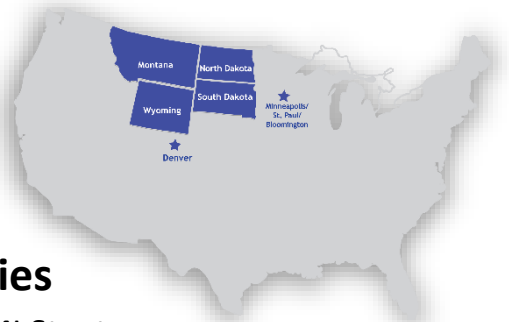 Montana
North Dakota
South Dakota
Wyoming
Minneapolis/
St. Paul/
Bloomington
Denver
ies